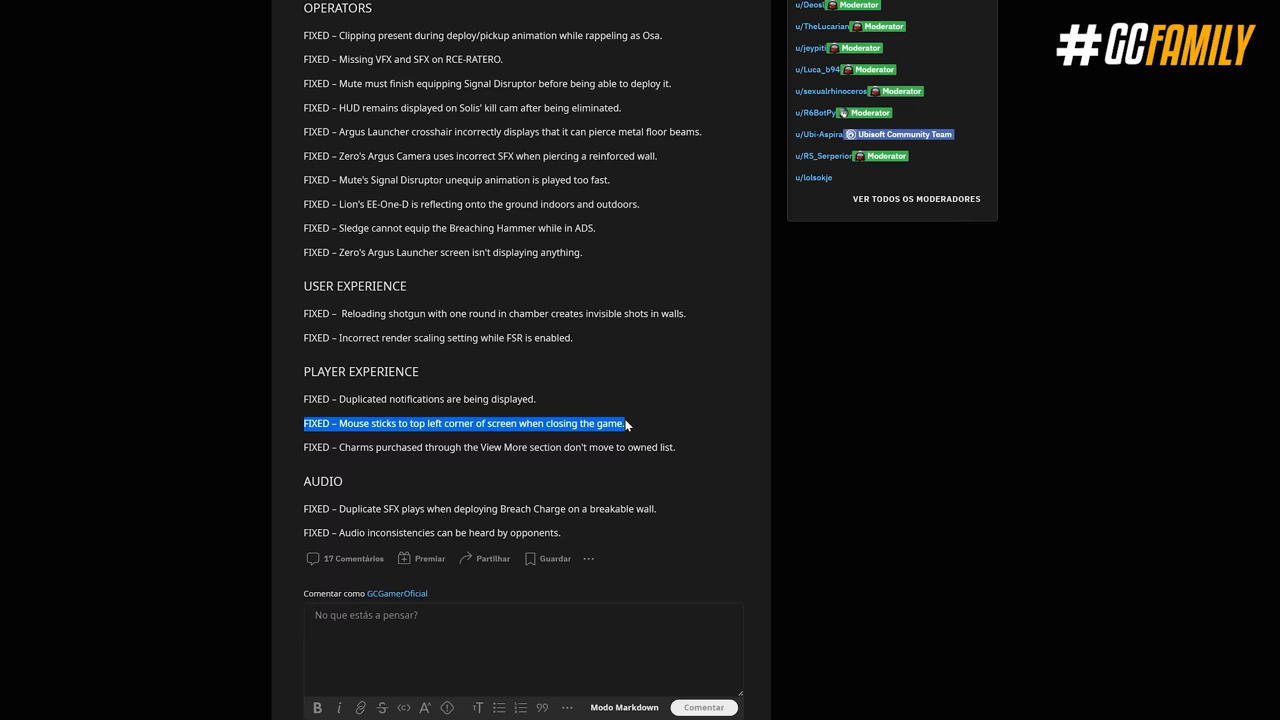 OPERATORS
FIXED – Clipping present during deploy/pickup animation while rappeling as Osa.
FIXED – Missing VFX and SFX on RCE-RATERO.
FIXED – Mute must finish equipping Signal Disruptor before being able to deploy it.
FIXED – HUD remains displayed on Solis' kill cam after being eliminated.
FIXED – Argus Launcher crosshair incorrectly displays that it can pierce metal floor beams.
FIXED – Zero's Argus Camera uses incorrect SFX when piercing a reinforced wall.
FIXED – Mute's Signal Disruptor unequip animation is played too fast.
FIXED – Lion's EE-One-D is reflecting onto the ground indoors and outdoors.
FIXED – Sledge cannot equip the Breaching Hammer while in ADS.
FIXED – Zero's Argus Launcher screen isn't displaying anything.
USER EXPERIENCE
FIXED –  Reloading shotgun with one round in chamber creates invisible shots in walls.
FIXED – Incorrect render scaling setting while FSR is enabled.
PLAYER EXPERIENCE
FIXED – Duplicated notifications are being displayed.
FIXED – Mouse sticks to top left corner of screen when closing the game.
FIXED – Charms purchased through the View More section don't move to owned list.
AUDIO
FIXED – Duplicate SFX plays when deploying Breach Charge on a breakable wall.
FIXED – Audio inconsistencies can be heard by opponents.
17 Comentários Premiar Partilhar Guardar ···
Comentar como GCGamerOficial
No que estás a pensar?
Modo Markdown Comentar
u/Deosl Moderator
u/TheLucarian Moderator
u/jeypiti Moderator
u/Luca_b94 Moderator
u/sexualrhinoceros Moderator
u/R6BotPy Moderator
u/Ubi-Aspira Ubisoft Community Team
u/RS_Serperior Moderator
u/lolsokje
VER TODOS OS MODERADORES
#GCFAMILY